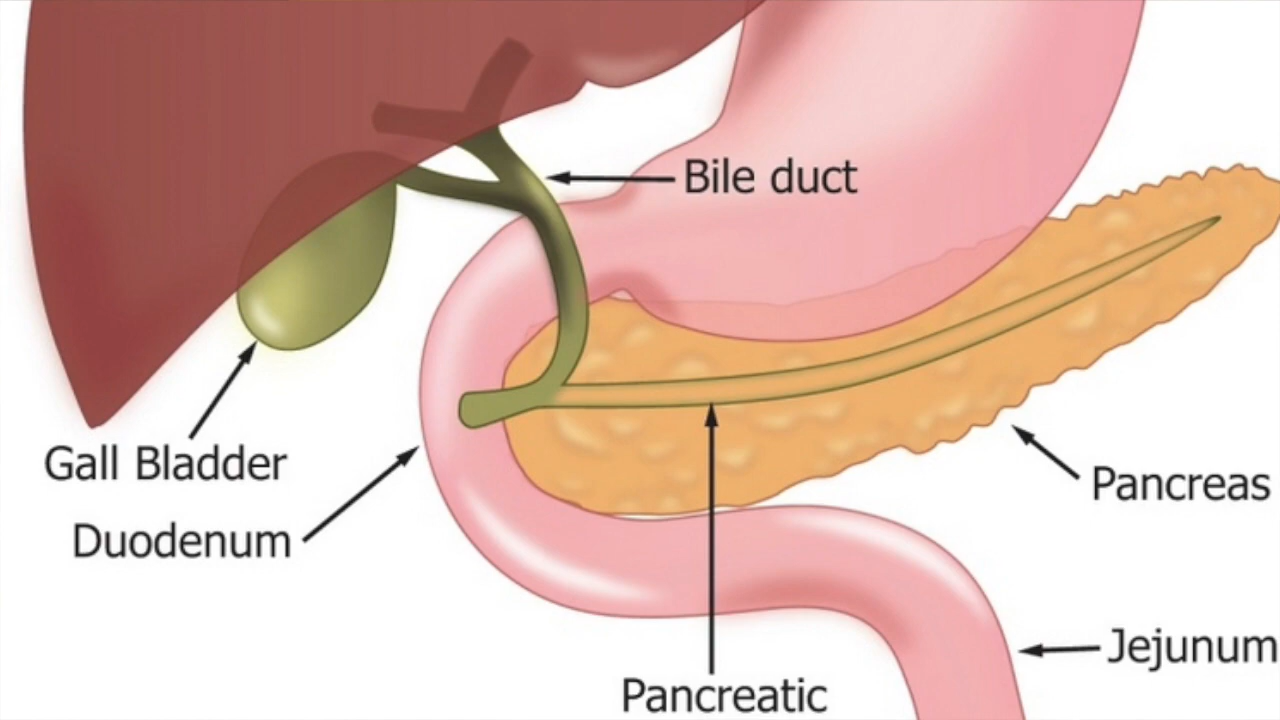 Bile duct
Gall Bladder
Pancreas
Duodenum
Jejunum
Pancreatic